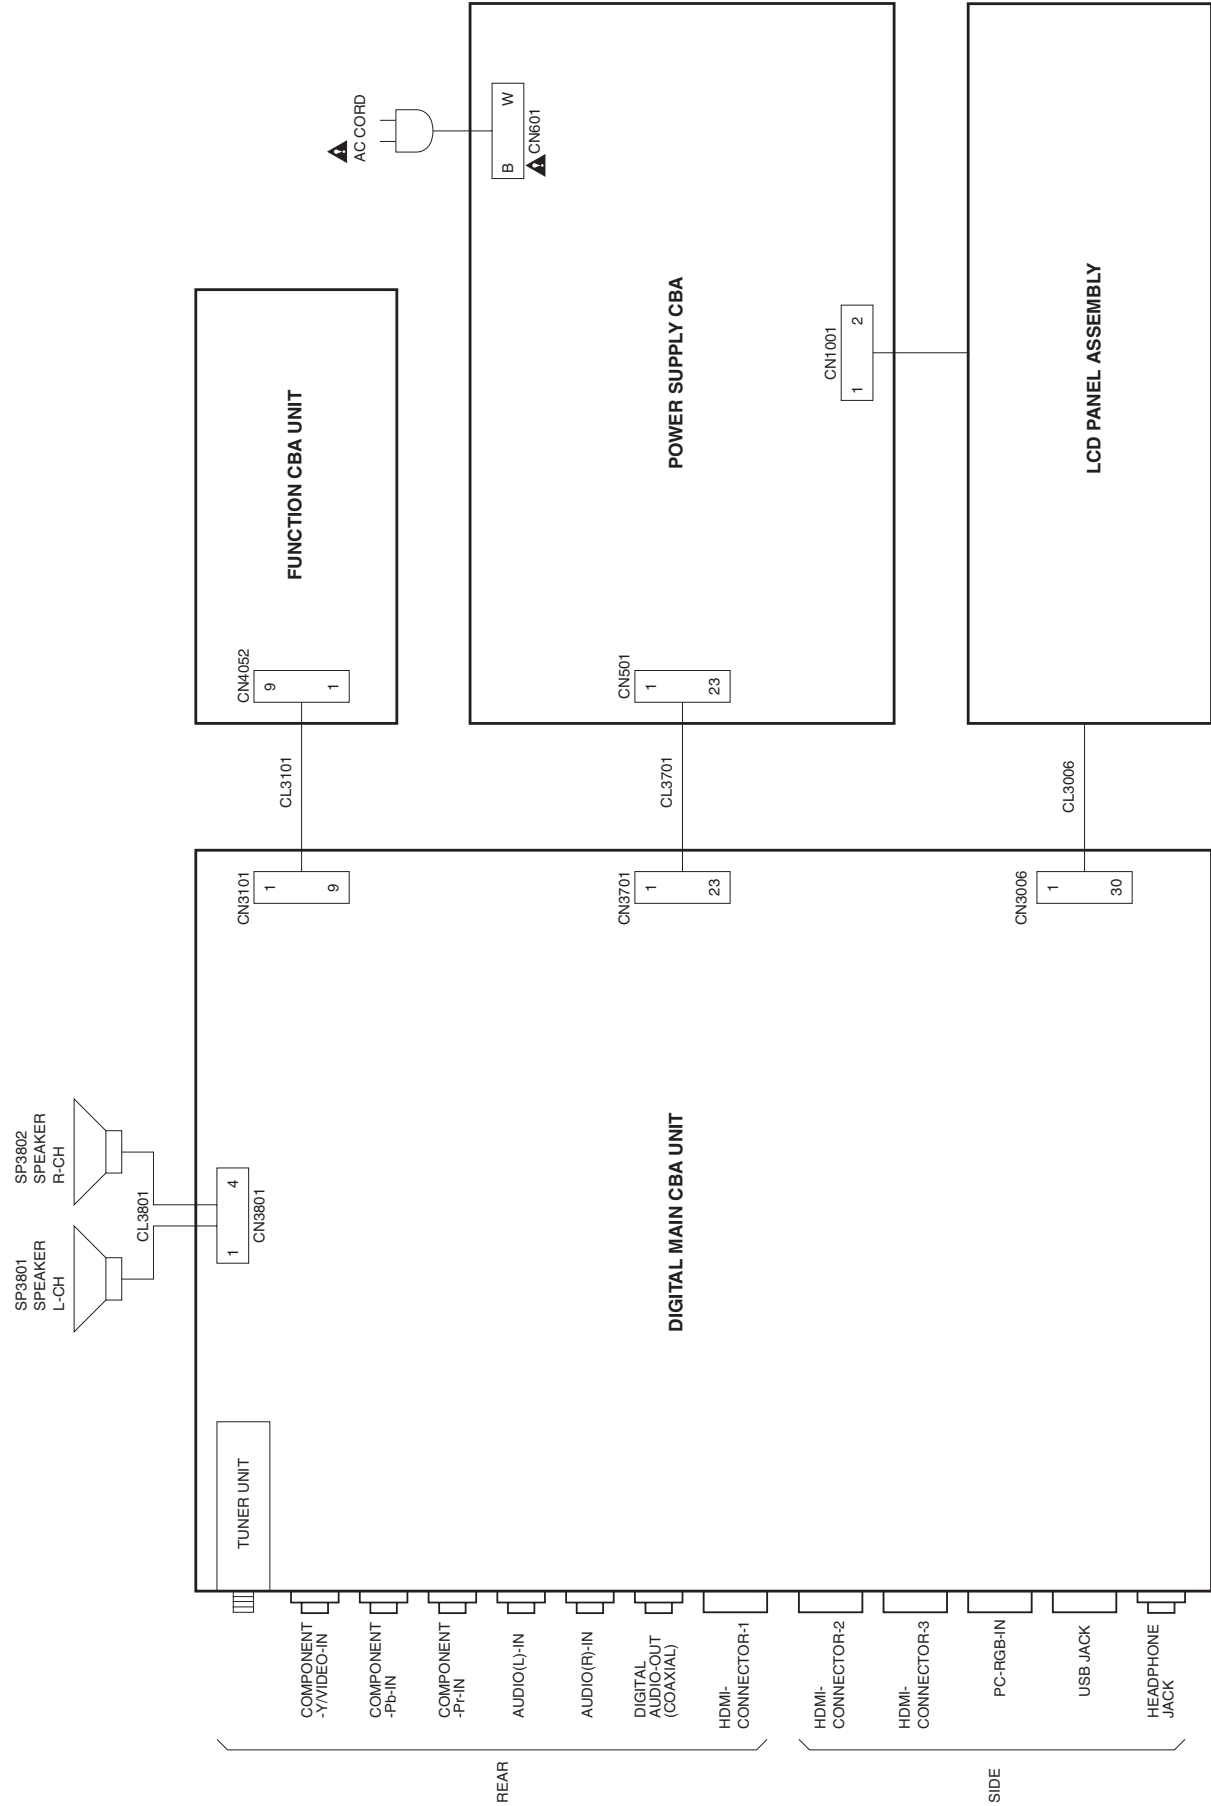 SP3801
SPEAKER
L-CH
SP3802
SPEAKER
R-CH
CL3801
AC CORD
TUNER UNIT
1 4
CN3801
CN3101
1
9
CL3101
CN4052
9
1
FUNCTION CBA UNIT
B W
CN601
REAR
COMPONENT
-Y/VIDEO-IN
COMPONENT
-Pb-IN
COMPONENT
-Pr-IN
AUDIO(L)-IN
AUDIO(R)-IN
DIGITAL
AUDIO-OUT
(COAXIAL)
HDMI-
CONNECTOR-1
DIGITAL MAIN CBA UNIT
CN3701
1
23
CL3701
CN501
1
23
POWER SUPPLY CBA
CN1001
1 2
SIDE
HDMI-
CONNECTOR-2
HDMI-
CONNECTOR-3
PC-RGB-IN
USB JACK
HEADPHONE
JACK
CN3006
1
30
CL3006
LCD PANEL ASSEMBLY